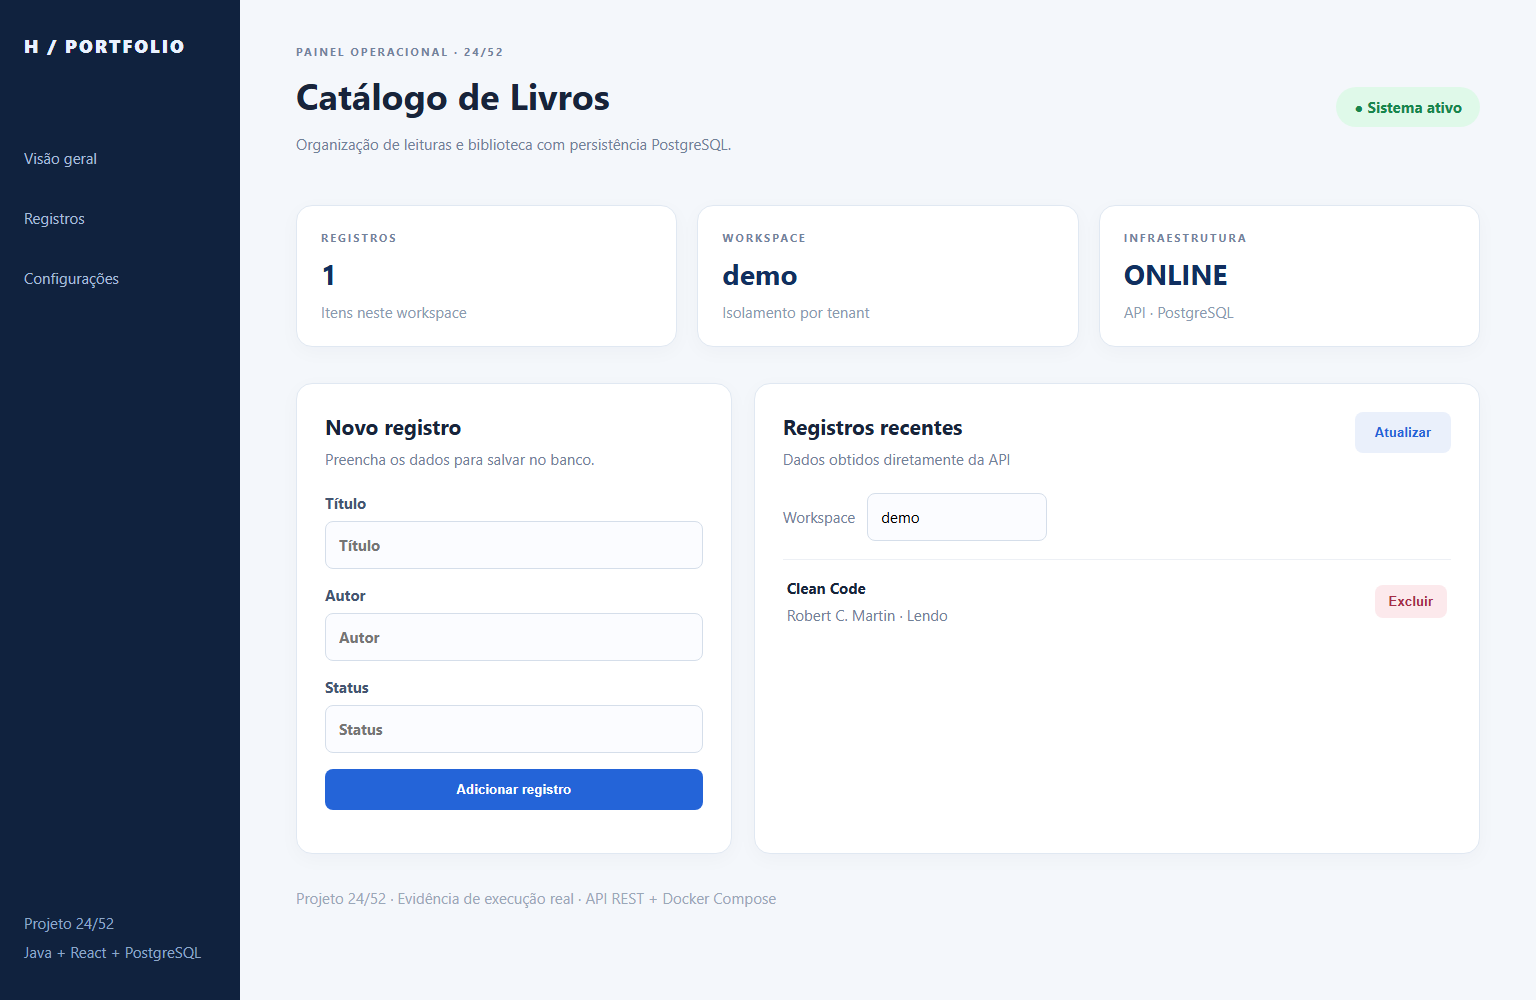 H / PORTFOLIO
Visão geral
Registros
Configurações
Projeto 24/52
Java + React + PostgreSQL
PAINEL OPERACIONAL · 24/52
Catálogo de Livros
Organização de leituras e biblioteca com persistência PostgreSQL.
● Sistema ativo
REGISTROS
1
Itens neste workspace
WORKSPACE
demo
Isolamento por tenant
INFRAESTRUTURA
ONLINE
API · PostgreSQL
Novo registro
Preencha os dados para salvar no banco.
Título
Título
Autor
Autor
Status
Status
Adicionar registro
Registros recentes
Dados obtidos diretamente da API
Atualizar
Workspace demo
Clean Code
Robert C. Martin · Lendo
Excluir
Projeto 24/52 · Evidência de execução real · API REST + Docker Compose